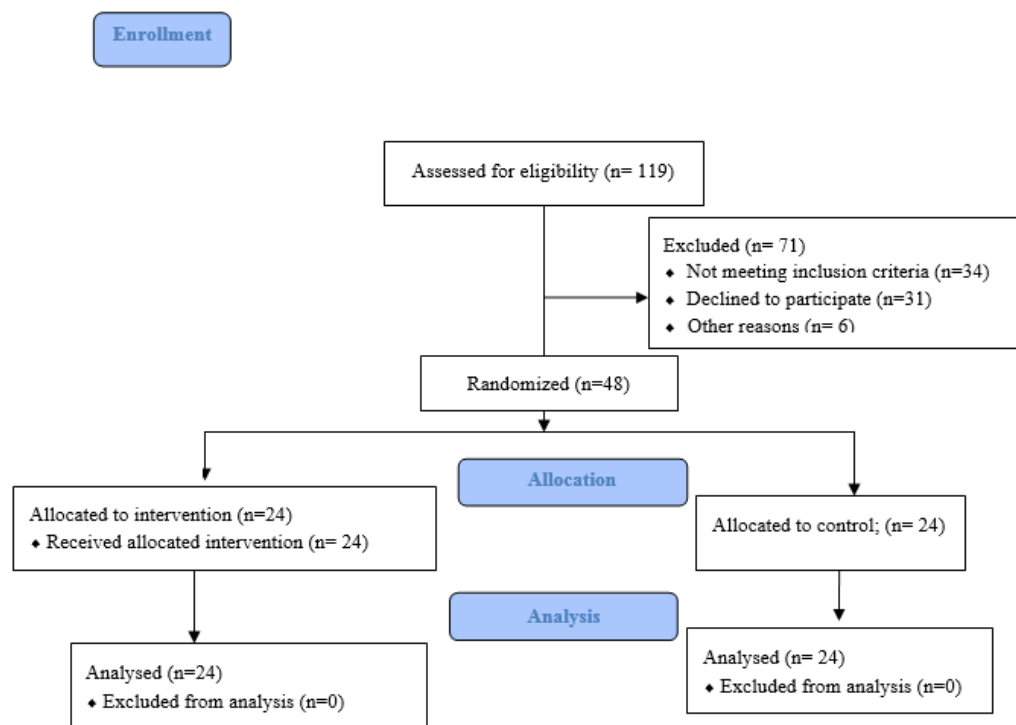 Enrollment
Assessed for eligibility (n= 119)
Excluded (n= 71)
⬥ Not meeting inclusion criteria (n=34)
⬥ Declined to participate (n=31)
⬥ Other reasons (n= 6)
Randomized (n=48)
Allocation
Allocated to intervention (n=24)
⬥ Received allocated intervention (n= 24)
Allocated to control; (n= 24)
Analysis
Analysed (n=24)
⬥ Excluded from analysis (n=0)
Analysed (n= 24)
⬥ Excluded from analysis (n=0)